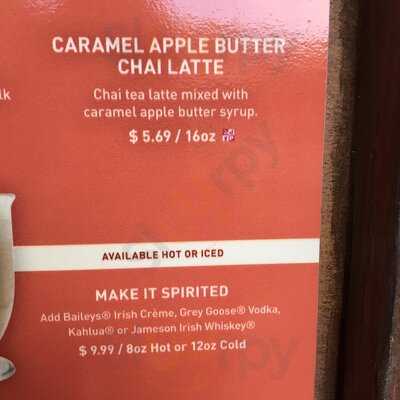 CARAMEL APPLE BUTTER
CHAI LATTE
lk
Chai tea latte mixed with
caramel apple butter syrup.
$ 5.69 / 16oz
AVAILABLE HOT OR ICED
MAKE IT SPIRITED
Add Baileys® Irish Crème, Grey Goose® Vodka,
Kahlua® or Jameson Irish Whiskey®
$ 9.99 / 8oz Hot or 12oz Cold